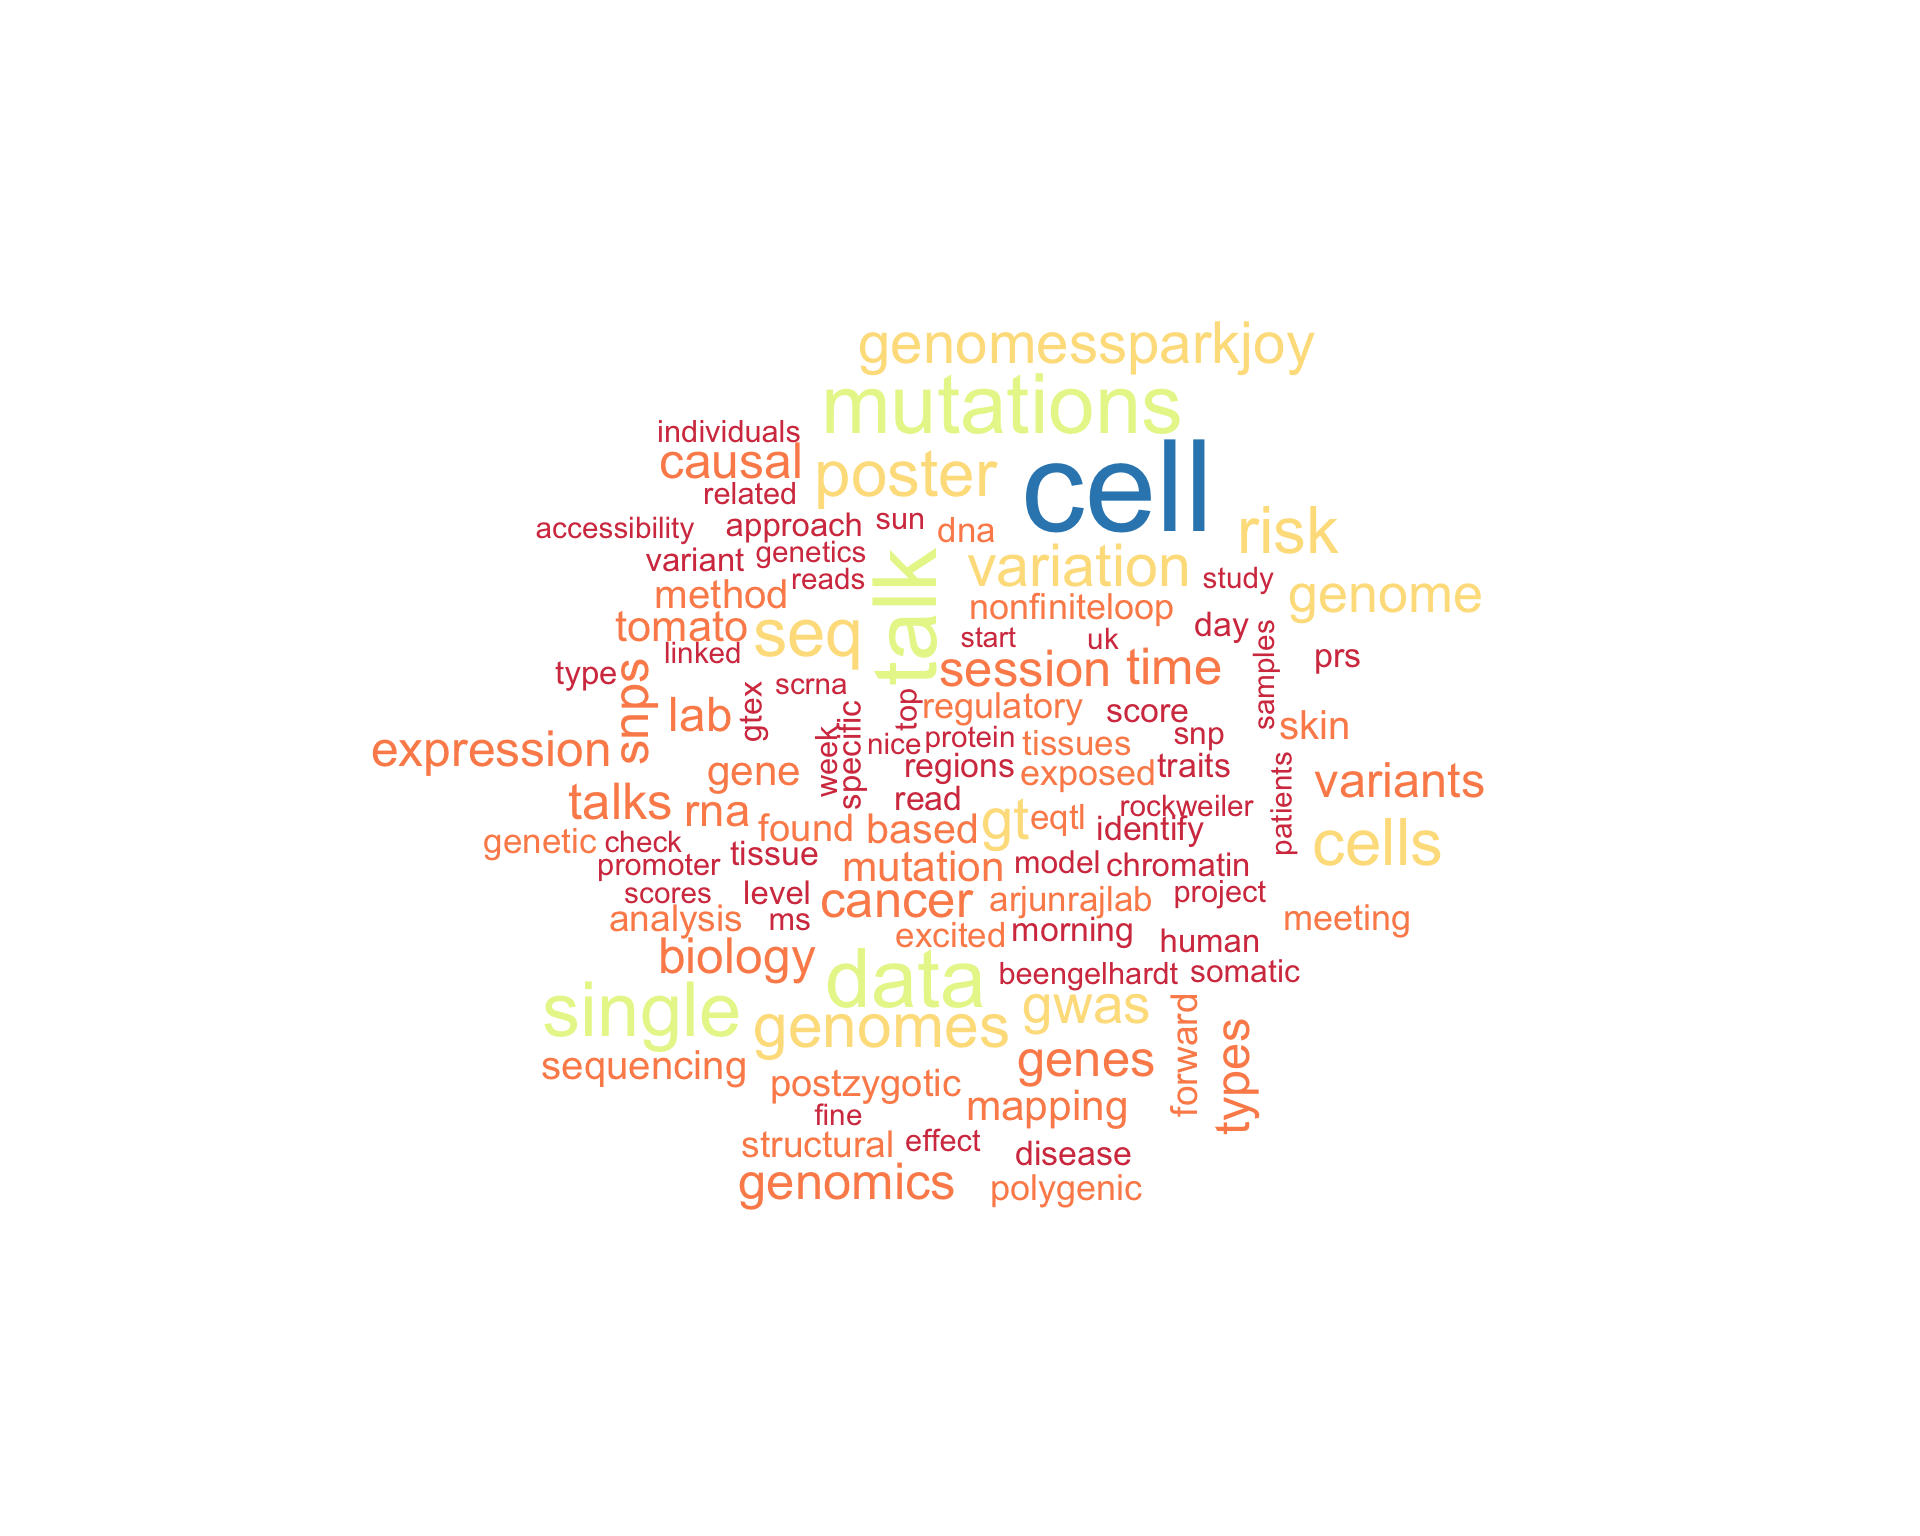 genomessparkjoy
mutations
individuals
causal
poster
cell
related
accessibility
approach
sun
dna
risk
variant
genetics
talk
variation
study
genome
reads
method
nonfiniteloop
tomato
seq
start
uk
day
samples
linked
type
snps
scrna
session
time
prs
gtex
lab
specific
top
regulatory
score
skin
expression
week
nice
protein
tissues
snp
gene
regions
exposed
traits
patients
variants
talks
rna
read
gt
eqtl
rockweiler
genetic
check
found
based
identify
cells
promoter
tissue
mutation
model
chromatin
scores
level
cancer
arjunrajlab
project
analysis
ms
excited
morning
human
meeting
biology
data
beengelhardt
somatic
single
genomes
gwas
forward
sequencing
genes
types
postzygotic
mapping
fine
structural
effect
disease
genomics
polygenic